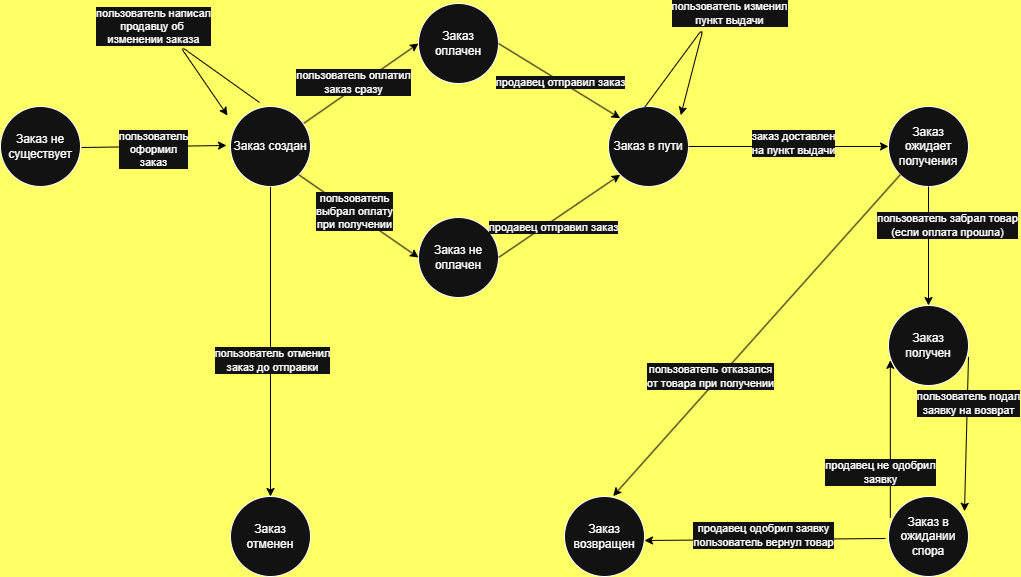 пользователь написал
продавцу об
изменении заказа
Заказ
оплачен
пользователь изменил
пункт выдачи
пользователь оплатил
заказ сразу
продавец отправил заказ
Заказ не
существует
пользователь
оформил
заказ
Заказ создан
Заказ в пути
заказ доставлен
на пункт выдачи
Заказ
ожидает
получения
пользователь
выбрал оплату
при получении
Заказ не
оплачен
продавец отправил заказ
пользователь забрал товар
(если оплата прошла)
Заказ
получен
пользователь отменил
заказ до отправки
пользователь отказался
от товара при получении
пользователь подал
заявку на возврат
продавец не одобрил
заявку
Заказ
отменен
Заказ
возвращен
продавец одобрил заявку
пользователь вернул товар
Заказ в
ожидании
спора